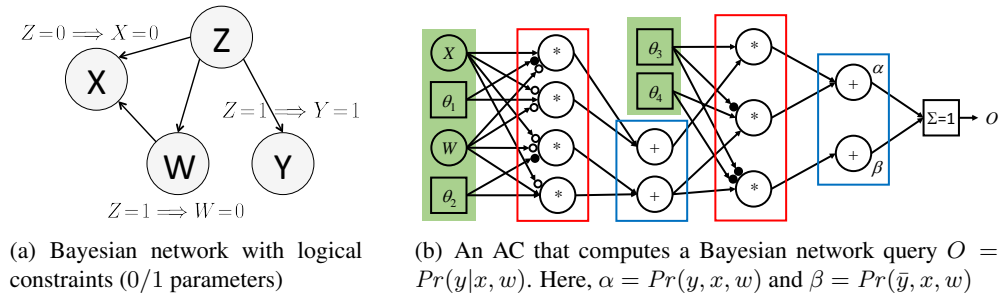 Z=0 ⟹ X=0
Z
X
Z=1 ⟹ Y=1
W
Y
Z=1 ⟹ W=0
(a) Bayesian network with logical
constraints (0/1 parameters)
X
θ₁
W
θ₂
*
*
*
*
+
+
θ₃
θ₄
*
*
*
+
α
+
β
Σ=1
O
(b) An AC that computes a Bayesian network query O =
Pr(y|x, w). Here, α = Pr(y, x, w) and β = Pr(ȳ, x, w)